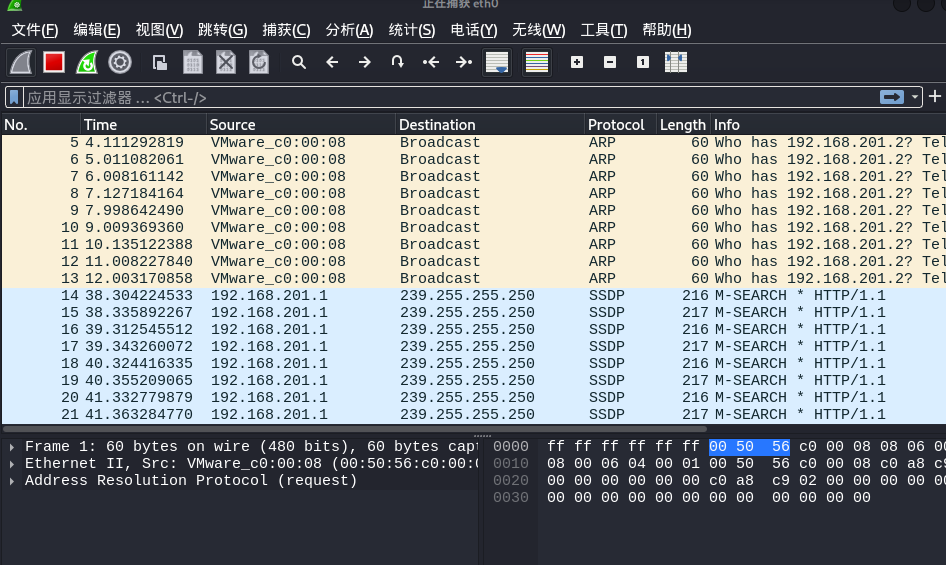 正在捕获 eth0
文件(F) 编辑(E) 视图(V) 跳转(G) 捕获(C) 分析(A) 统计(S) 电话(Y) 无线(W) 工具(T) 帮助(H)
应用显示过滤器 … <Ctrl-/>
No. Time Source Destination Protocol Length Info
5 4.111292819 VMware_c0:00:08 Broadcast ARP 60 Who has 192.168.201.2? Tel
6 5.011082061 VMware_c0:00:08 Broadcast ARP 60 Who has 192.168.201.2? Tel
7 6.008161142 VMware_c0:00:08 Broadcast ARP 60 Who has 192.168.201.2? Tel
8 7.127184164 VMware_c0:00:08 Broadcast ARP 60 Who has 192.168.201.2? Tel
9 7.998642490 VMware_c0:00:08 Broadcast ARP 60 Who has 192.168.201.2? Tel
10 9.009369360 VMware_c0:00:08 Broadcast ARP 60 Who has 192.168.201.2? Tel
11 10.135122388 VMware_c0:00:08 Broadcast ARP 60 Who has 192.168.201.2? Tel
12 11.008227840 VMware_c0:00:08 Broadcast ARP 60 Who has 192.168.201.2? Tel
13 12.003170858 VMware_c0:00:08 Broadcast ARP 60 Who has 192.168.201.2? Tel
14 38.304224533 192.168.201.1 239.255.255.250 SSDP 216 M-SEARCH * HTTP/1.1
15 38.335892267 192.168.201.1 239.255.255.250 SSDP 217 M-SEARCH * HTTP/1.1
16 39.312545512 192.168.201.1 239.255.255.250 SSDP 216 M-SEARCH * HTTP/1.1
17 39.343260072 192.168.201.1 239.255.255.250 SSDP 217 M-SEARCH * HTTP/1.1
18 40.324416335 192.168.201.1 239.255.255.250 SSDP 216 M-SEARCH * HTTP/1.1
19 40.355209065 192.168.201.1 239.255.255.250 SSDP 217 M-SEARCH * HTTP/1.1
20 41.332779879 192.168.201.1 239.255.255.250 SSDP 216 M-SEARCH * HTTP/1.1
21 41.363284770 192.168.201.1 239.255.255.250 SSDP 217 M-SEARCH * HTTP/1.1
Frame 1: 60 bytes on wire (480 bits), 60 bytes cap
Ethernet II, Src: VMware_c0:00:08 (00:50:56:c0:00:0
Address Resolution Protocol (request)
0000 ff ff ff ff ff ff 00 50 56 c0 00 08 08 06 00
0010 08 00 06 04 00 01 00 50 56 c0 00 08 c0 a8 c9
0020 00 00 00 00 00 00 c0 a8 c9 02 00 00 00 00 00
0030 00 00 00 00 00 00 00 00 00 00 00 00